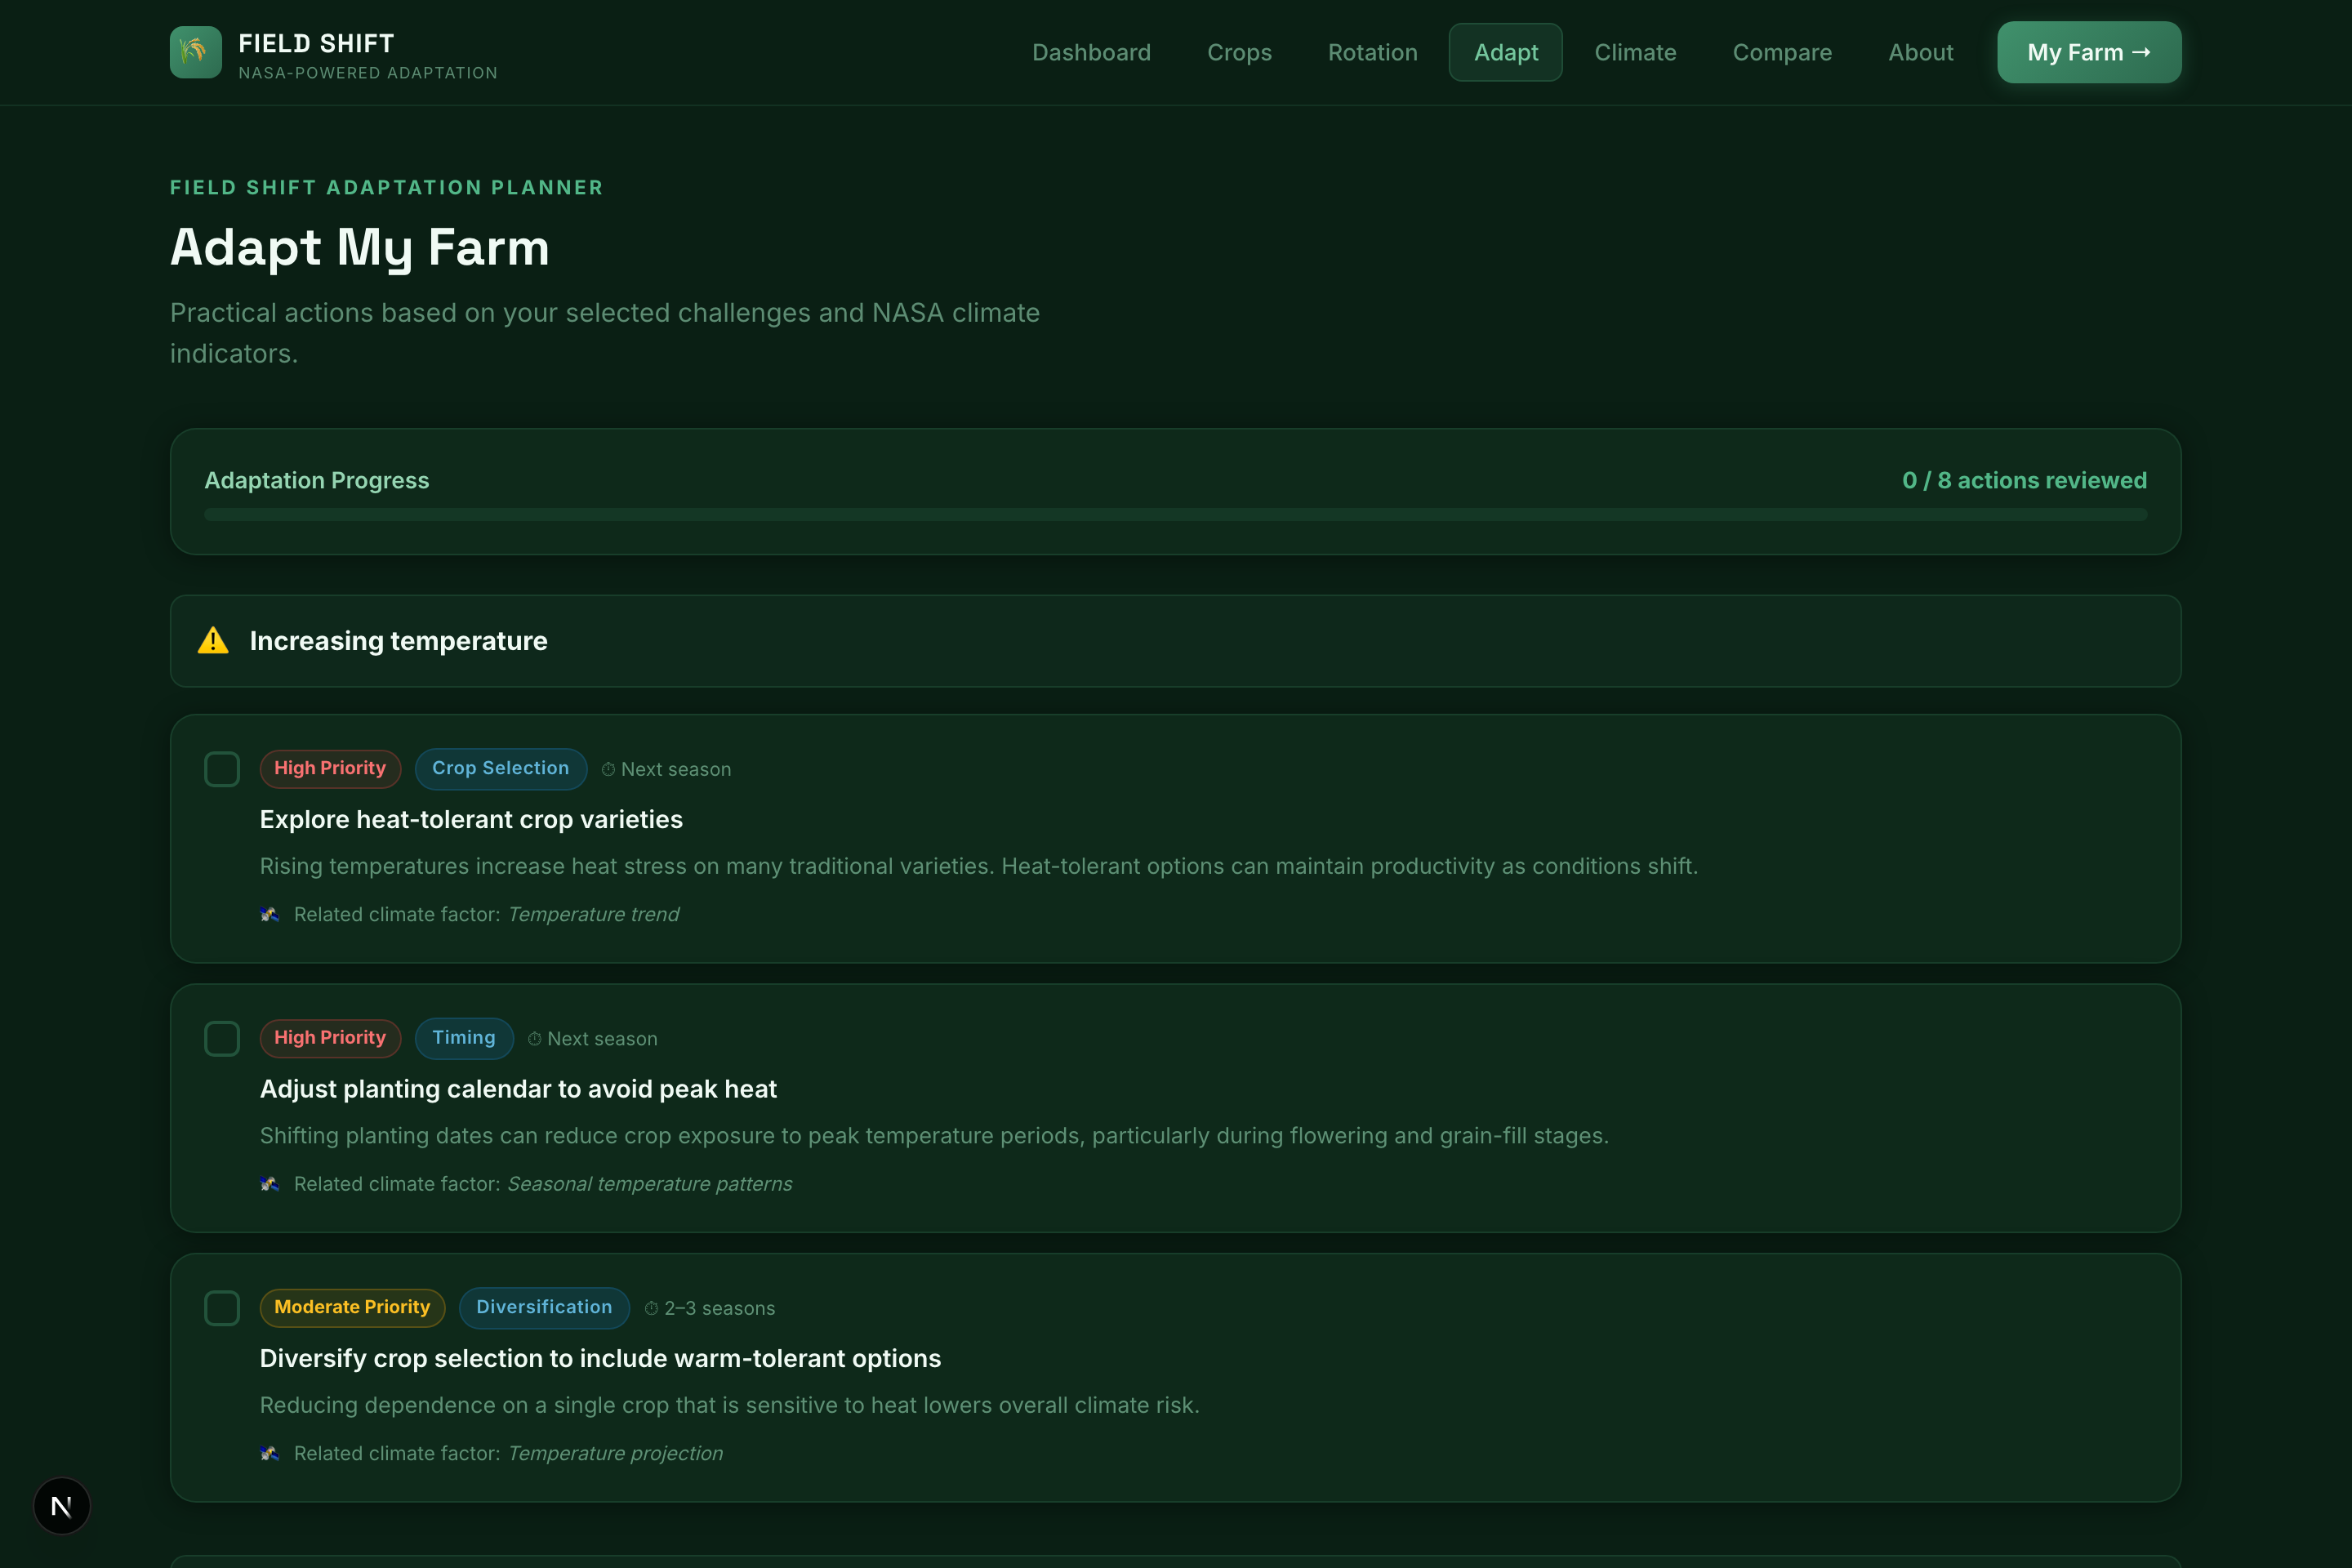 FIELD SHIFT
NASA-POWERED ADAPTATION
Dashboard
Crops
Rotation
Adapt
Climate
Compare
About
My Farm →
FIELD SHIFT ADAPTATION PLANNER
Adapt My Farm
Practical actions based on your selected challenges and NASA climate
indicators.
Adaptation Progress
0 / 8 actions reviewed
Increasing temperature
High Priority
Crop Selection
⏱ Next season
Explore heat-tolerant crop varieties
Rising temperatures increase heat stress on many traditional varieties. Heat-tolerant options can maintain productivity as conditions shift.
Related climate factor: Temperature trend
High Priority
Timing
⏱ Next season
Adjust planting calendar to avoid peak heat
Shifting planting dates can reduce crop exposure to peak temperature periods, particularly during flowering and grain-fill stages.
Related climate factor: Seasonal temperature patterns
Moderate Priority
Diversification
⏱ 2–3 seasons
Diversify crop selection to include warm-tolerant options
Reducing dependence on a single crop that is sensitive to heat lowers overall climate risk.
Related climate factor: Temperature projection
N